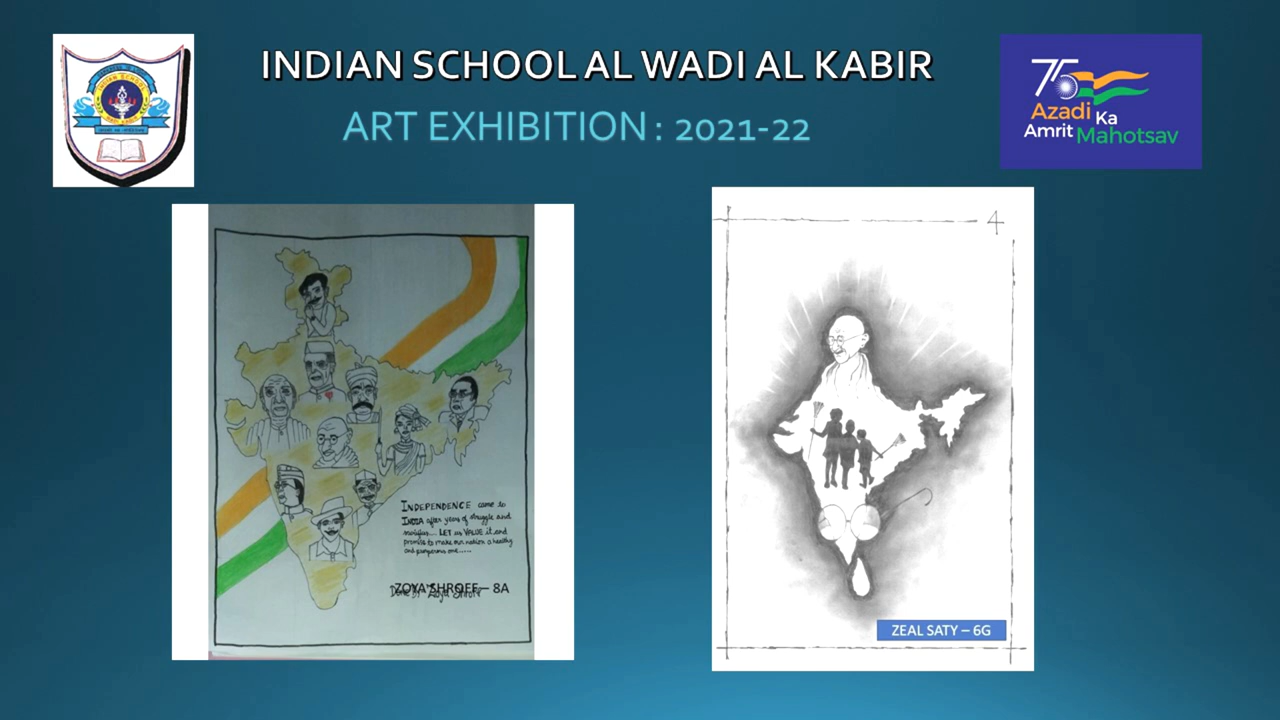 INDIAN SCHOOL AL WADI AL KABIR
ART EXHIBITION : 2021-22
75
Azadi Ka
Amrit Mahotsav
4
INDEPENDENCE came to
INDIA after years of struggle and
LET us VALUE it and
promise to make our nation a healthy
and prosperous one.....
ZOYA SHROFF – 8A
ZEAL SATY – 6G